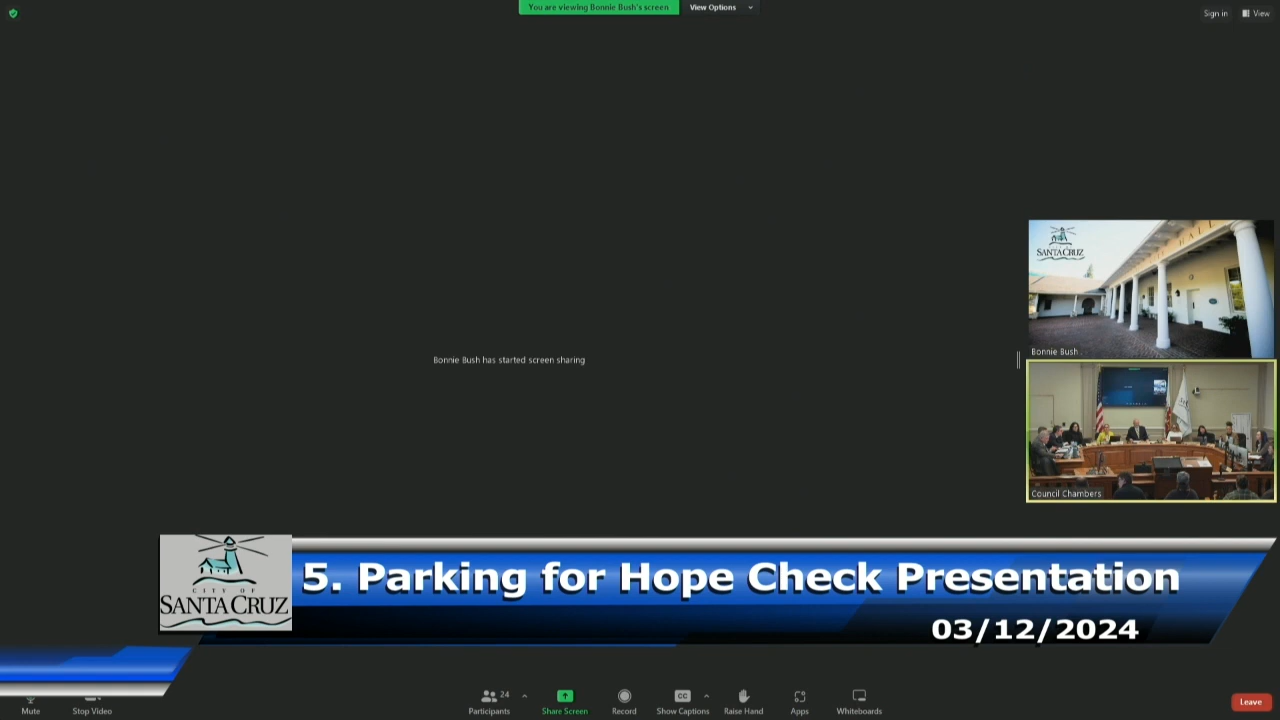 You are viewing Bonnie Bush's screen
View Options
Sign in
View
SANTA CRUZ
Bonnie Bush
Bonnie Bush has started screen sharing
Council Chambers
CITY OF
SANTA CRUZ
5. Parking for Hope Check Presentation
03/12/2024
Mute
Stop Video
24
Participants
Share Screen
Record
CC
Show Captions
Raise Hand
Apps
Whiteboards
Leave